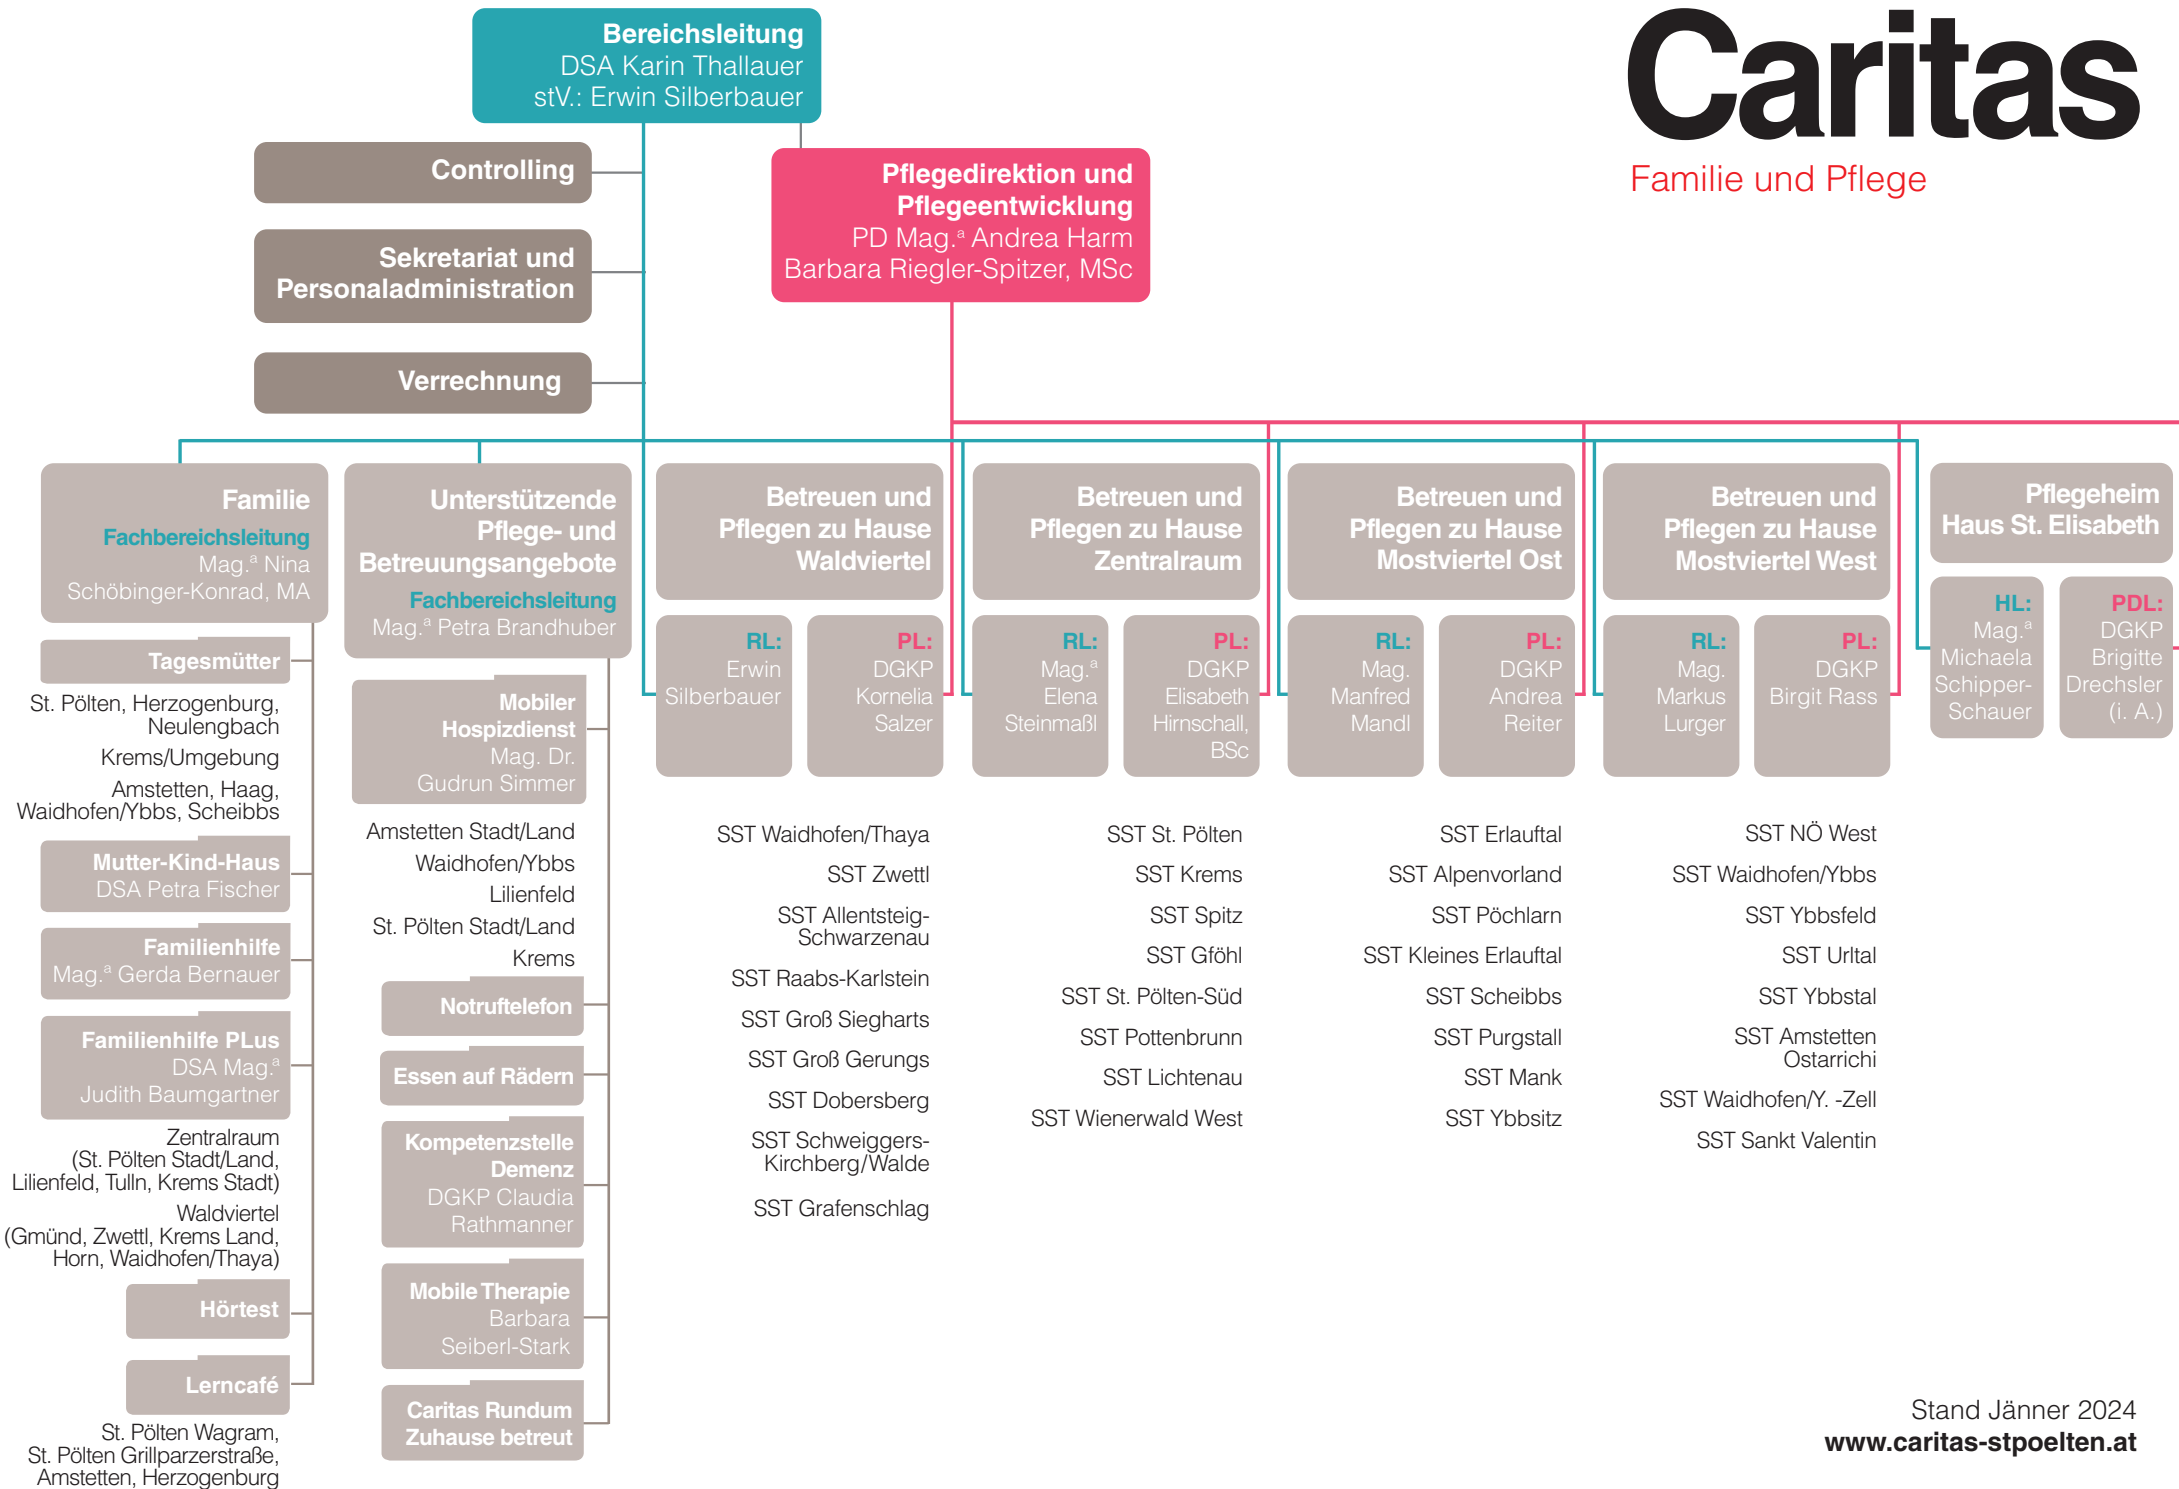 Bereichsleitung
DSA Karin Thallauer
stV.: Erwin Silberbauer
Caritas
Familie und Pflege
Controlling
Sekretariat und
Personaladministration
Verrechnung
Pflegedirektion und
Pflegeentwicklung
PD Mag.ᵃ Andrea Harm
Barbara Riegler-Spitzer, MSc
Familie
Fachbereichsleitung
Mag.ᵃ Nina
Schöbinger-Konrad, MA
Tagesmütter
St. Pölten, Herzogenburg,
Neulengbach
Krems/Umgebung
Amstetten, Haag,
Waidhofen/Ybbs, Scheibbs
Mutter-Kind-Haus
DSA Petra Fischer
Familienhilfe
Mag.ᵃ Gerda Bernauer
Familienhilfe PLus
DSA Mag.ᵃ
Judith Baumgartner
Zentralraum
(St. Pölten Stadt/Land,
Lilienfeld, Tulln, Krems Stadt)
Waldviertel
(Gmünd, Zwettl, Krems Land,
Horn, Waidhofen/Thaya)
Hörtest
Lerncafé
St. Pölten Wagram,
St. Pölten Grillparzerstraße,
Amstetten, Herzogenburg
Unterstützende
Pflege- und
Betreuungsangebote
Fachbereichsleitung
Mag.ᵃ Petra Brandhuber
Mobiler
Hospizdienst
Mag. Dr.
Gudrun Simmer
Amstetten Stadt/Land
Waidhofen/Ybbs
Lilienfeld
St. Pölten Stadt/Land
Krems
Notruftelefon
Essen auf Rädern
Kompetenzstelle
Demenz
DGKP Claudia
Rathmanner
Mobile Therapie
Barbara
Seiberl-Stark
Caritas Rundum
Zuhause betreut
Betreuen und
Pflegen zu Hause
Waldviertel
RL:
Erwin
Silberbauer
PL:
DGKP
Kornelia
Salzer
SST Waidhofen/Thaya
SST Zwettl
SST Allentsteig-
Schwarzenau
SST Raabs-Karlstein
SST Groß Siegharts
SST Groß Gerungs
SST Dobersberg
SST Schweiggers-
Kirchberg/Walde
SST Grafenschlag
Betreuen und
Pflegen zu Hause
Zentralraum
RL:
Mag.ᵃ
Elena
Steinmaßl
PL:
DGKP
Elisabeth
Hirnschall,
BSc
SST St. Pölten
SST Krems
SST Spitz
SST Gföhl
SST St. Pölten-Süd
SST Pottenbrunn
SST Lichtenau
SST Wienerwald West
Betreuen und
Pflegen zu Hause
Mostviertel Ost
RL:
Mag.
Manfred
Mandl
PL:
DGKP
Andrea
Reiter
SST Erlauftal
SST Alpenvorland
SST Pöchlarn
SST Kleines Erlauftal
SST Scheibbs
SST Purgstall
SST Mank
SST Ybbsitz
Betreuen und
Pflegen zu Hause
Mostviertel West
RL:
Mag.
Markus
Lurger
PL:
DGKP
Birgit Rass
SST NÖ West
SST Waidhofen/Ybbs
SST Ybbsfeld
SST Urltal
SST Ybbstal
SST Amstetten
Ostarrichi
SST Waidhofen/Y. -Zell
SST Sankt Valentin
Pflegeheim
Haus St. Elisabeth
HL:
Mag.ᵃ
Michaela
Schipper-
Schauer
PDL:
DGKP
Brigitte
Drechsler
(i. A.)
Stand Jänner 2024
www.caritas-stpoelten.at